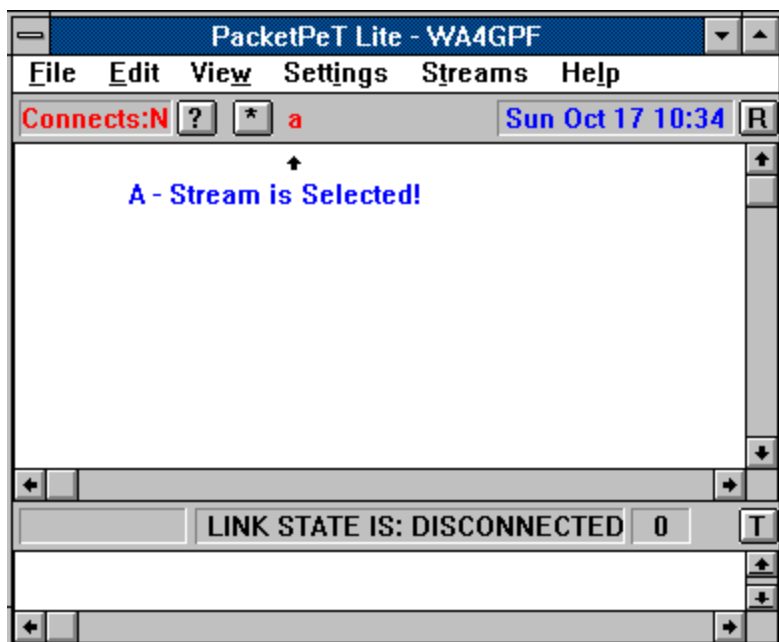 PacketPeT Lite - WA4GPF
File Edit View Settings Streams Help
Connects:N ? * a Sun Oct 17 10:34 R
A - Stream is Selected!
LINK STATE IS: DISCONNECTED 0 T